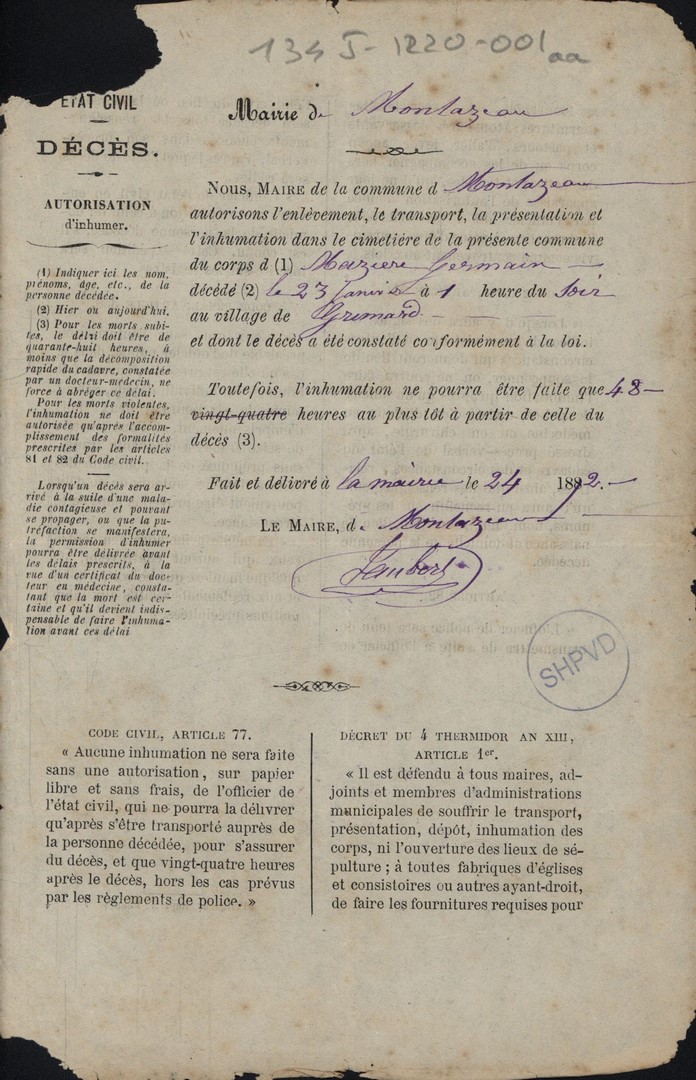 134 J-1220-001aa
ETAT CIVIL
DÉCÈS.
AUTORISATION
d'inhumer.
(1) Indiquer ici les nom,
prénoms, âge, etc., de la
personne décédée.
(2) Hier ou aujourd'hui.
(3) Pour les morts subi-
tes, le délai doit être de
quarante-huit heures, à
moins que la décomposition
rapide du cadavre, constatée
par un docteur-medecin, ne
force à abréger ce délai.
Pour les morts violentes,
l'inhumation ne doit être
autorisée qu'après l'accom-
plissement des formalités
prescrites par les articles
81 et 82 du Code civil.
Lorsqu'un décès sera ar-
rivé à la suite d'une mala-
die contagieuse et pouvant
se propager, ou que la pu-
tréfaction se manifestera,
la permission d'inhumer
pourra être délivrée avant
les délais prescrits, à la
vue d'un certificat du doc-
teur en médecine, consta-
tant que la mort est cer-
taine et qu'il devient indis-
pensable de faire l'inhuma-
tion avant ces délai
Mairie de Montazeau
NOUS, MAIRE de la commune d Montazeau
autorisons l'enlèvement, le transport, la présentation et
l'inhumation dans le cimetiére de la présente commune
du corps d (1) Maziere Germain
décédé (2) le 23 Janvier à 1 heure du soir
au village de Grimard
et dont le décès a été constaté conformément à la loi.
Toutefois, l'inhumation ne pourra être faite que 48
vingt-quatre heures au plus tôt à partir de celle du
décès (3).
Fait et délivré à la mairie le 24 1892.
LE MAIRE, de Montazeau
Jaubert
SHPVD
CODE CIVIL, ARTICLE 77.
« Aucune inhumation ne sera faite
sans une autorisation, sur papier
libre et sans frais, de l'officier de
l'état civil, qui ne pourra la délivrer
qu'après s'être transporté auprès de
la personne décédée, pour s'assurer
du décès, et que vingt-quatre heures
après le décès, hors les cas prévus
par les règlements de police. »
DÉCRET DU 4 THERMIDOR AN XIII,
ARTICLE 1er.
« Il est défendu à tous maires, ad-
joints et membres d'administrations
municipales de souffrir le transport,
présentation, dépôt, inhumation des
corps, ni l'ouverture des lieux de sé-
pulture ; à toutes fabriques d'églises
et consistoires ou autres ayant-droit,
de faire les fournitures requises pour